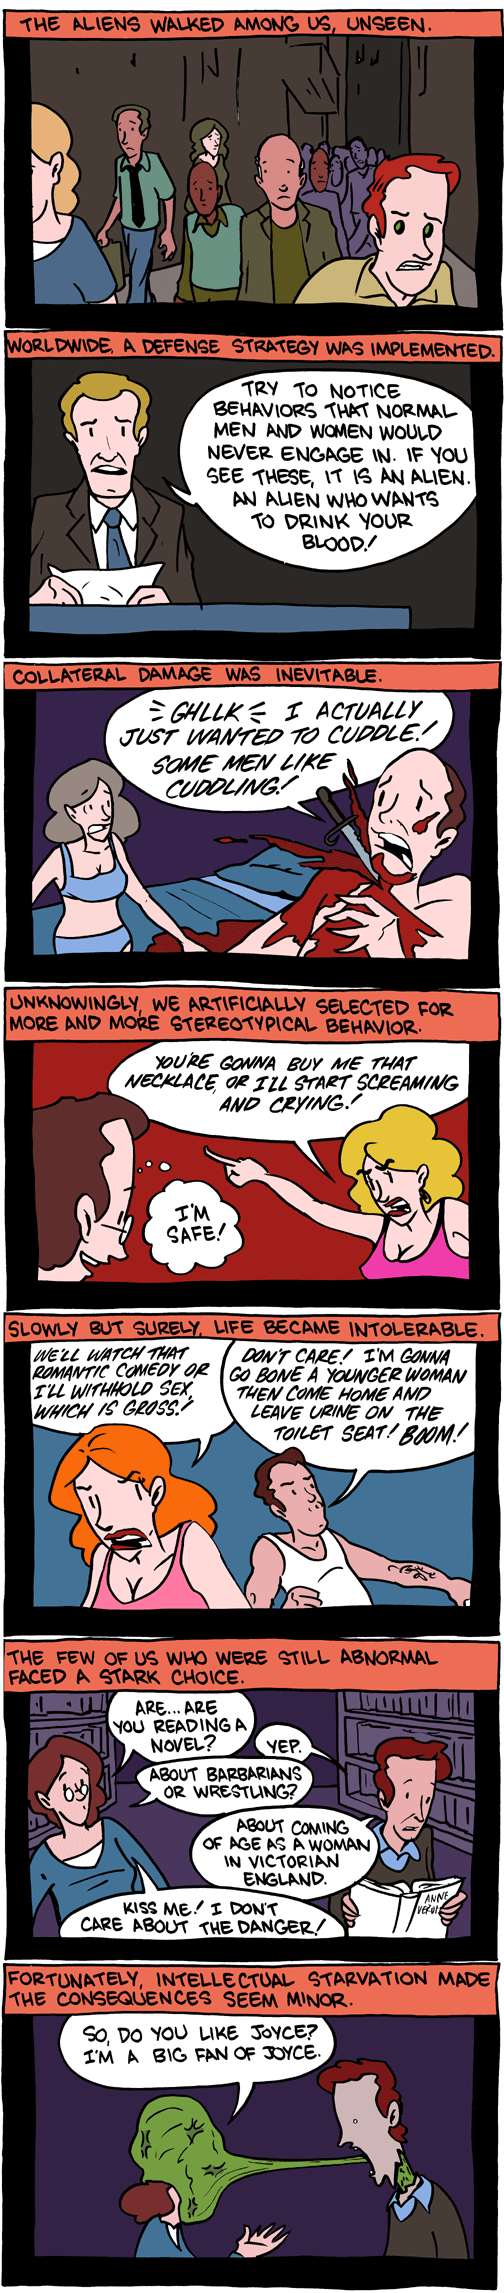 THE ALIENS WALKED AMONG US, UNSEEN.
WORLDWIDE, A DEFENSE STRATEGY WAS IMPLEMENTED.
TRY TO NOTICE
BEHAVIORS THAT NORMAL
MEN AND WOMEN WOULD
NEVER ENGAGE IN. IF YOU
SEE THESE, IT IS AN ALIEN.
AN ALIEN WHO WANTS
TO DRINK YOUR
BLOOD!
COLLATERAL DAMAGE WAS INEVITABLE.
GHLLK I ACTUALLY
JUST WANTED TO CUDDLE!
SOME MEN LIKE
CUDDLING!
UNKNOWINGLY, WE ARTIFICIALLY SELECTED FOR
MORE AND MORE STEREOTYPICAL BEHAVIOR.
YOU'RE GONNA BUY ME THAT
NECKLACE, OR I'LL START SCREAMING
AND CRYING!
I'M
SAFE!
SLOWLY BUT SURELY, LIFE BECAME INTOLERABLE.
WE'LL WATCH THAT
ROMANTIC COMEDY OR
I'LL WITHHOLD SEX,
WHICH IS GROSS!
DON'T CARE! I'M GONNA
GO BONE A YOUNGER WOMAN
THEN COME HOME AND
LEAVE URINE ON THE
TOILET SEAT! BOOM!
THE FEW OF US WHO WERE STILL ABNORMAL
FACED A STARK CHOICE.
ARE... ARE
YOU READING A
NOVEL?
YEP.
ABOUT BARBARIANS
OR WRESTLING?
ABOUT COMING
OF AGE AS A WOMAN
IN VICTORIAN
ENGLAND.
ANNE
KISS ME! I DON'T
CARE ABOUT THE DANGER!
FORTUNATELY, INTELLECTUAL STARVATION MADE
THE CONSEQUENCES SEEM MINOR.
SO, DO YOU LIKE JOYCE?
I'M A BIG FAN OF JOYCE.